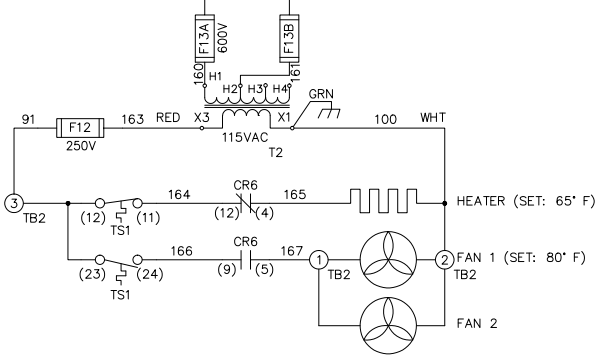 F13A
600V
F13B
160
161
H1
H2
H3
H4
GRN
91
F12
250V
163
RED
X3
X1
115VAC
T2
100
WHT
3
TB2
(12)
(11)
TS1
164
CR6
(12)
(4)
165
HEATER (SET: 65° F)
(23)
(24)
TS1
166
CR6
(9)
(5)
167
1
TB2
2
TB2
FAN 1 (SET: 80° F)
FAN 2